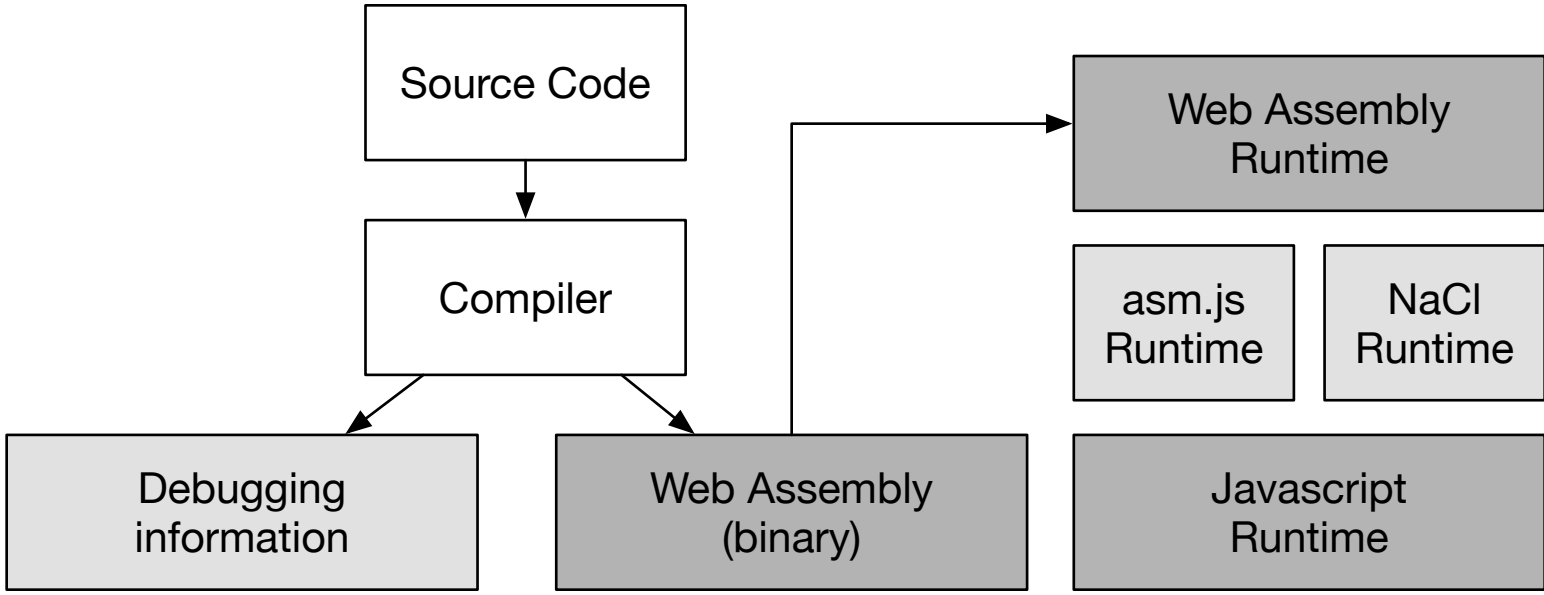 Source Code
Compiler
Debugging
information
Web Assembly
(binary)
Web Assembly
Runtime
asm.js
Runtime
NaCl
Runtime
Javascript
Runtime